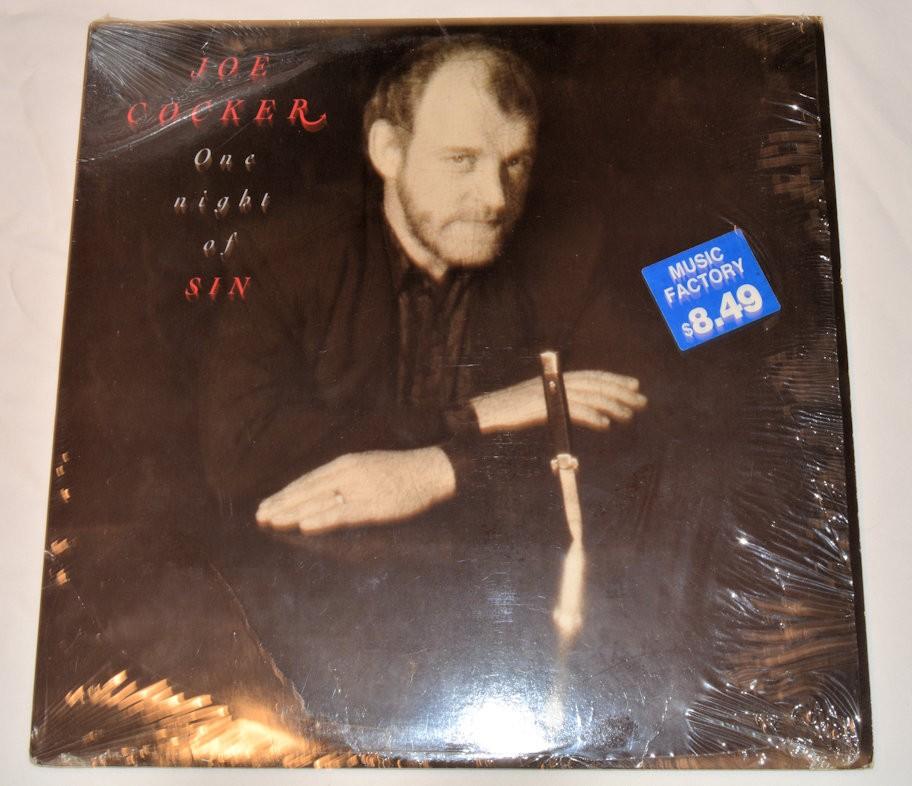 JOE
COCKER
One
night
of
SIN
MUSIC
FACTORY
$8.49